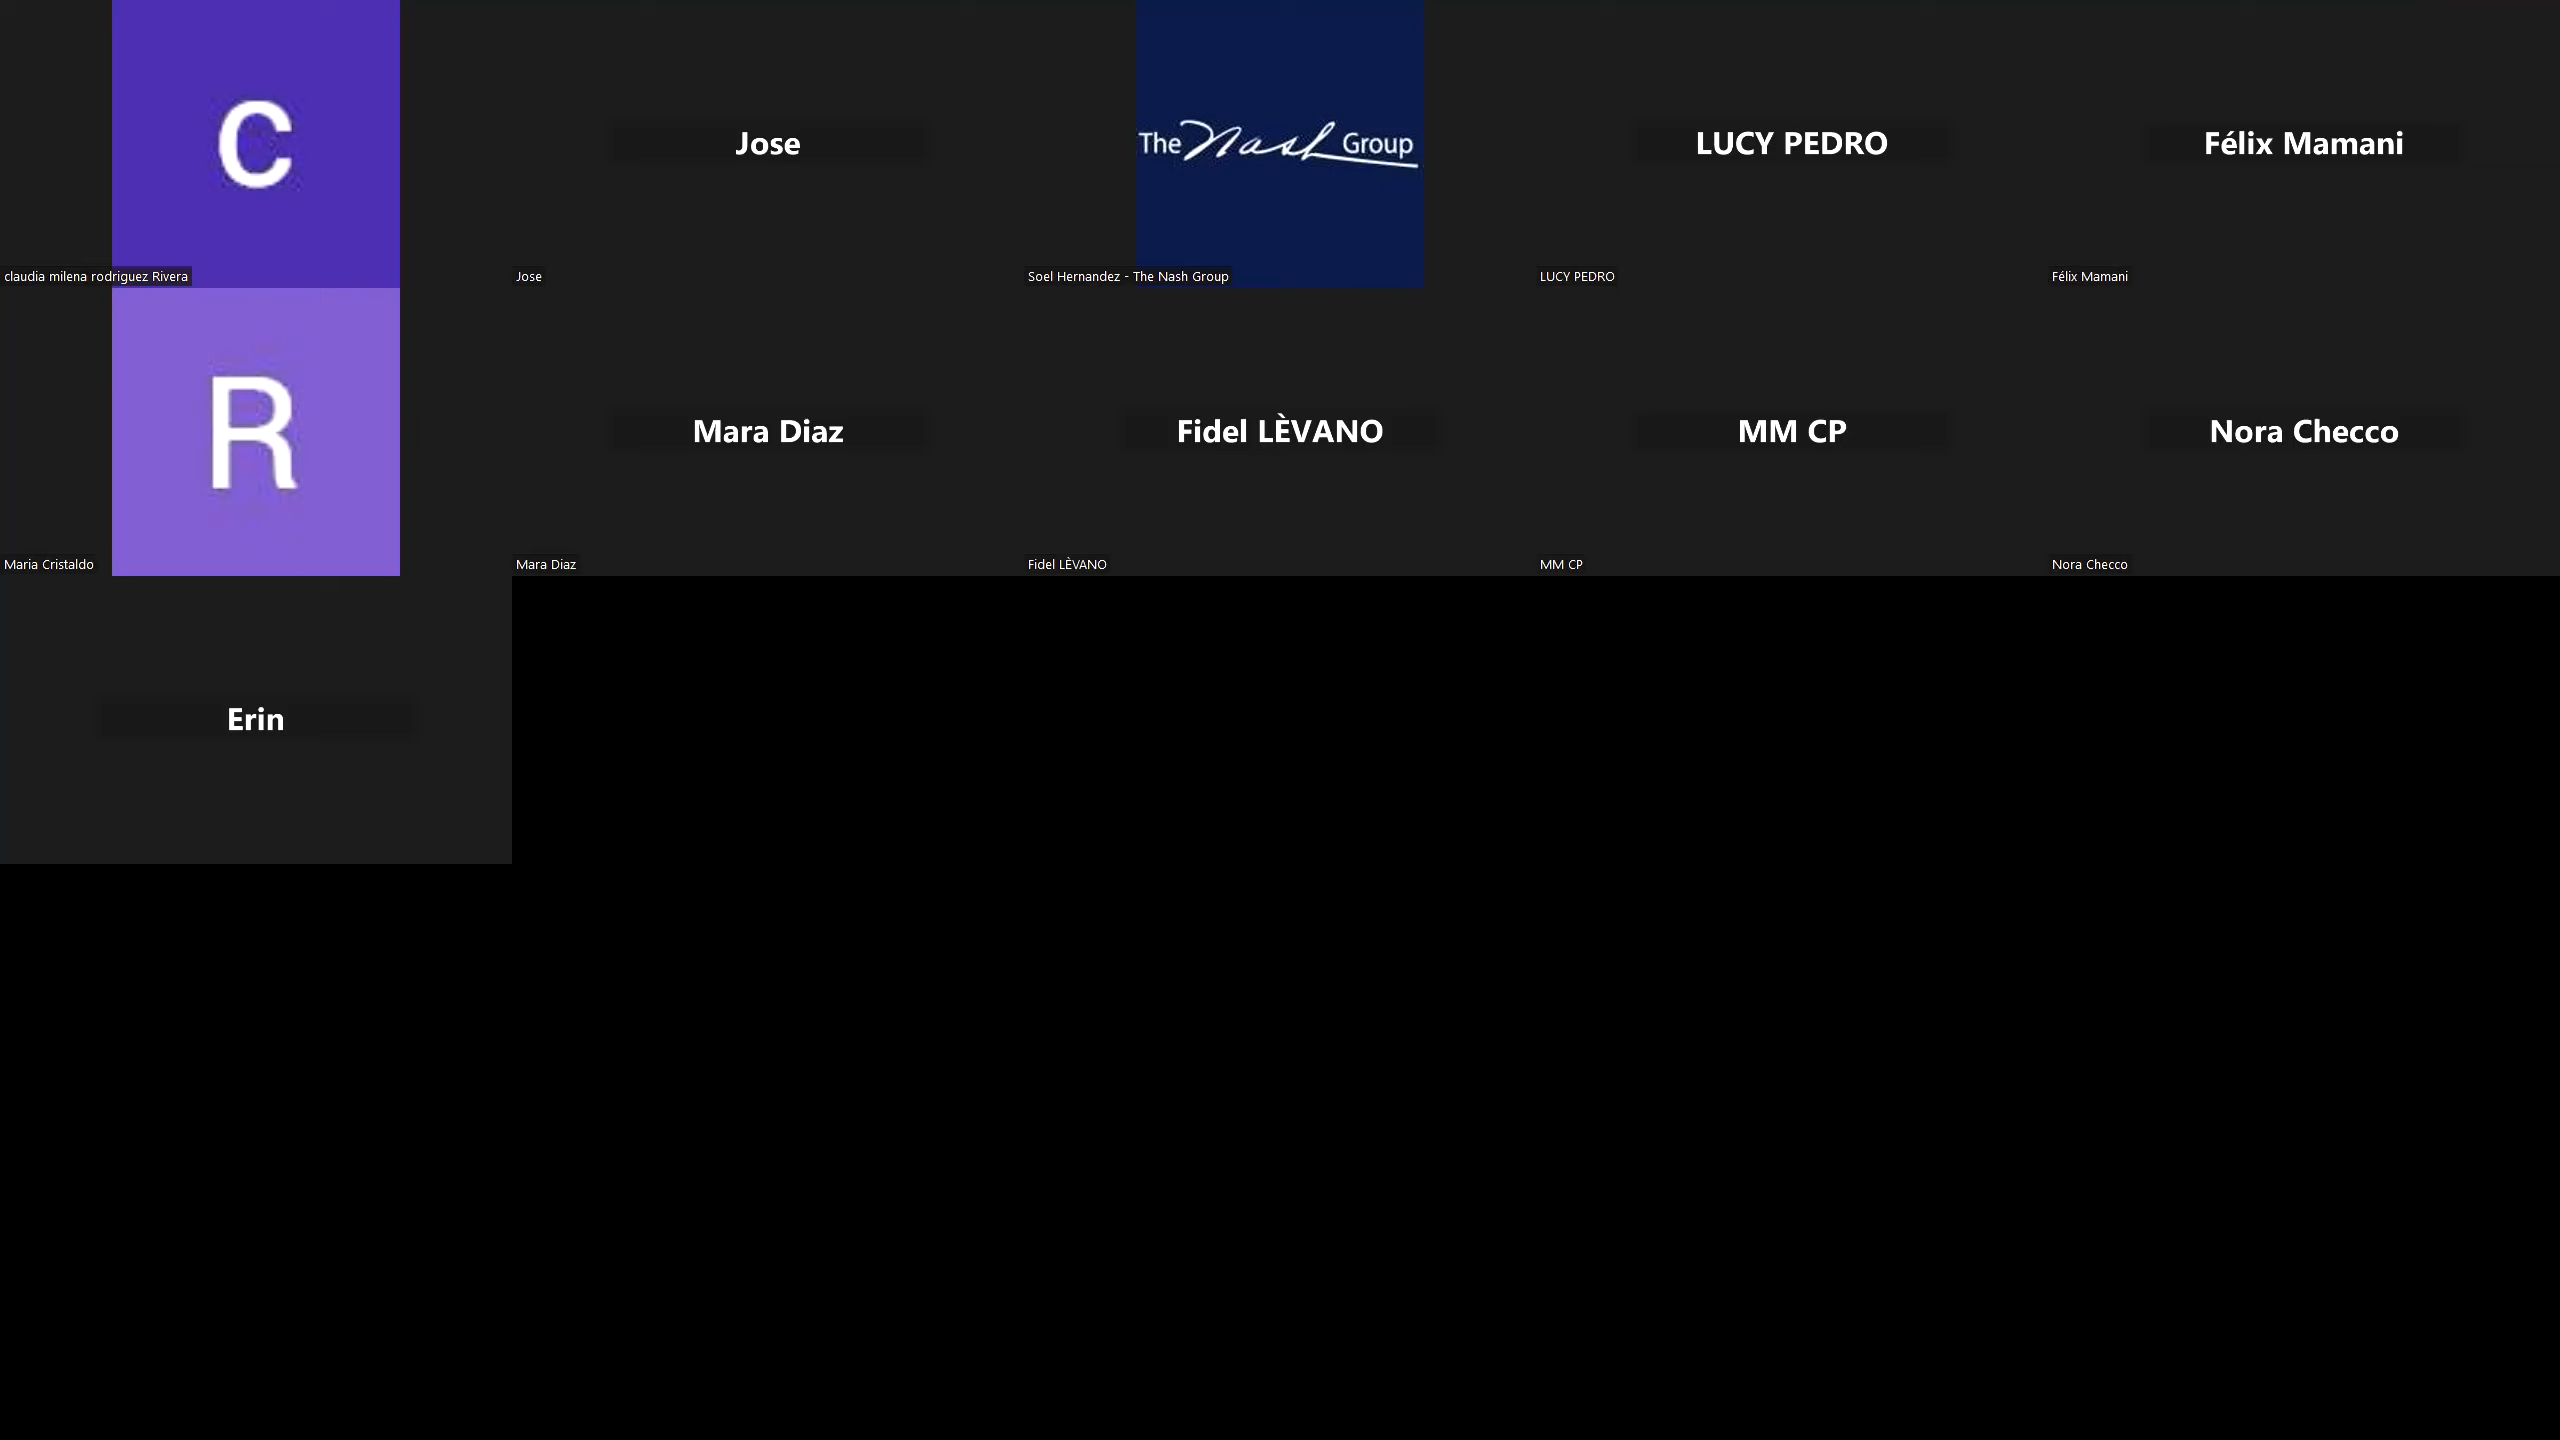 C
Jose
The Nash Group
LUCY PEDRO
Félix Mamani
claudia milena rodriguez Rivera
Jose
Soel Hernandez - The Nash Group
LUCY PEDRO
Félix Mamani
R
Mara Diaz
Fidel LÈVANO
MM CP
Nora Checco
Maria Cristaldo
Mara Diaz
Fidel LÈVANO
MM CP
Nora Checco
Erin